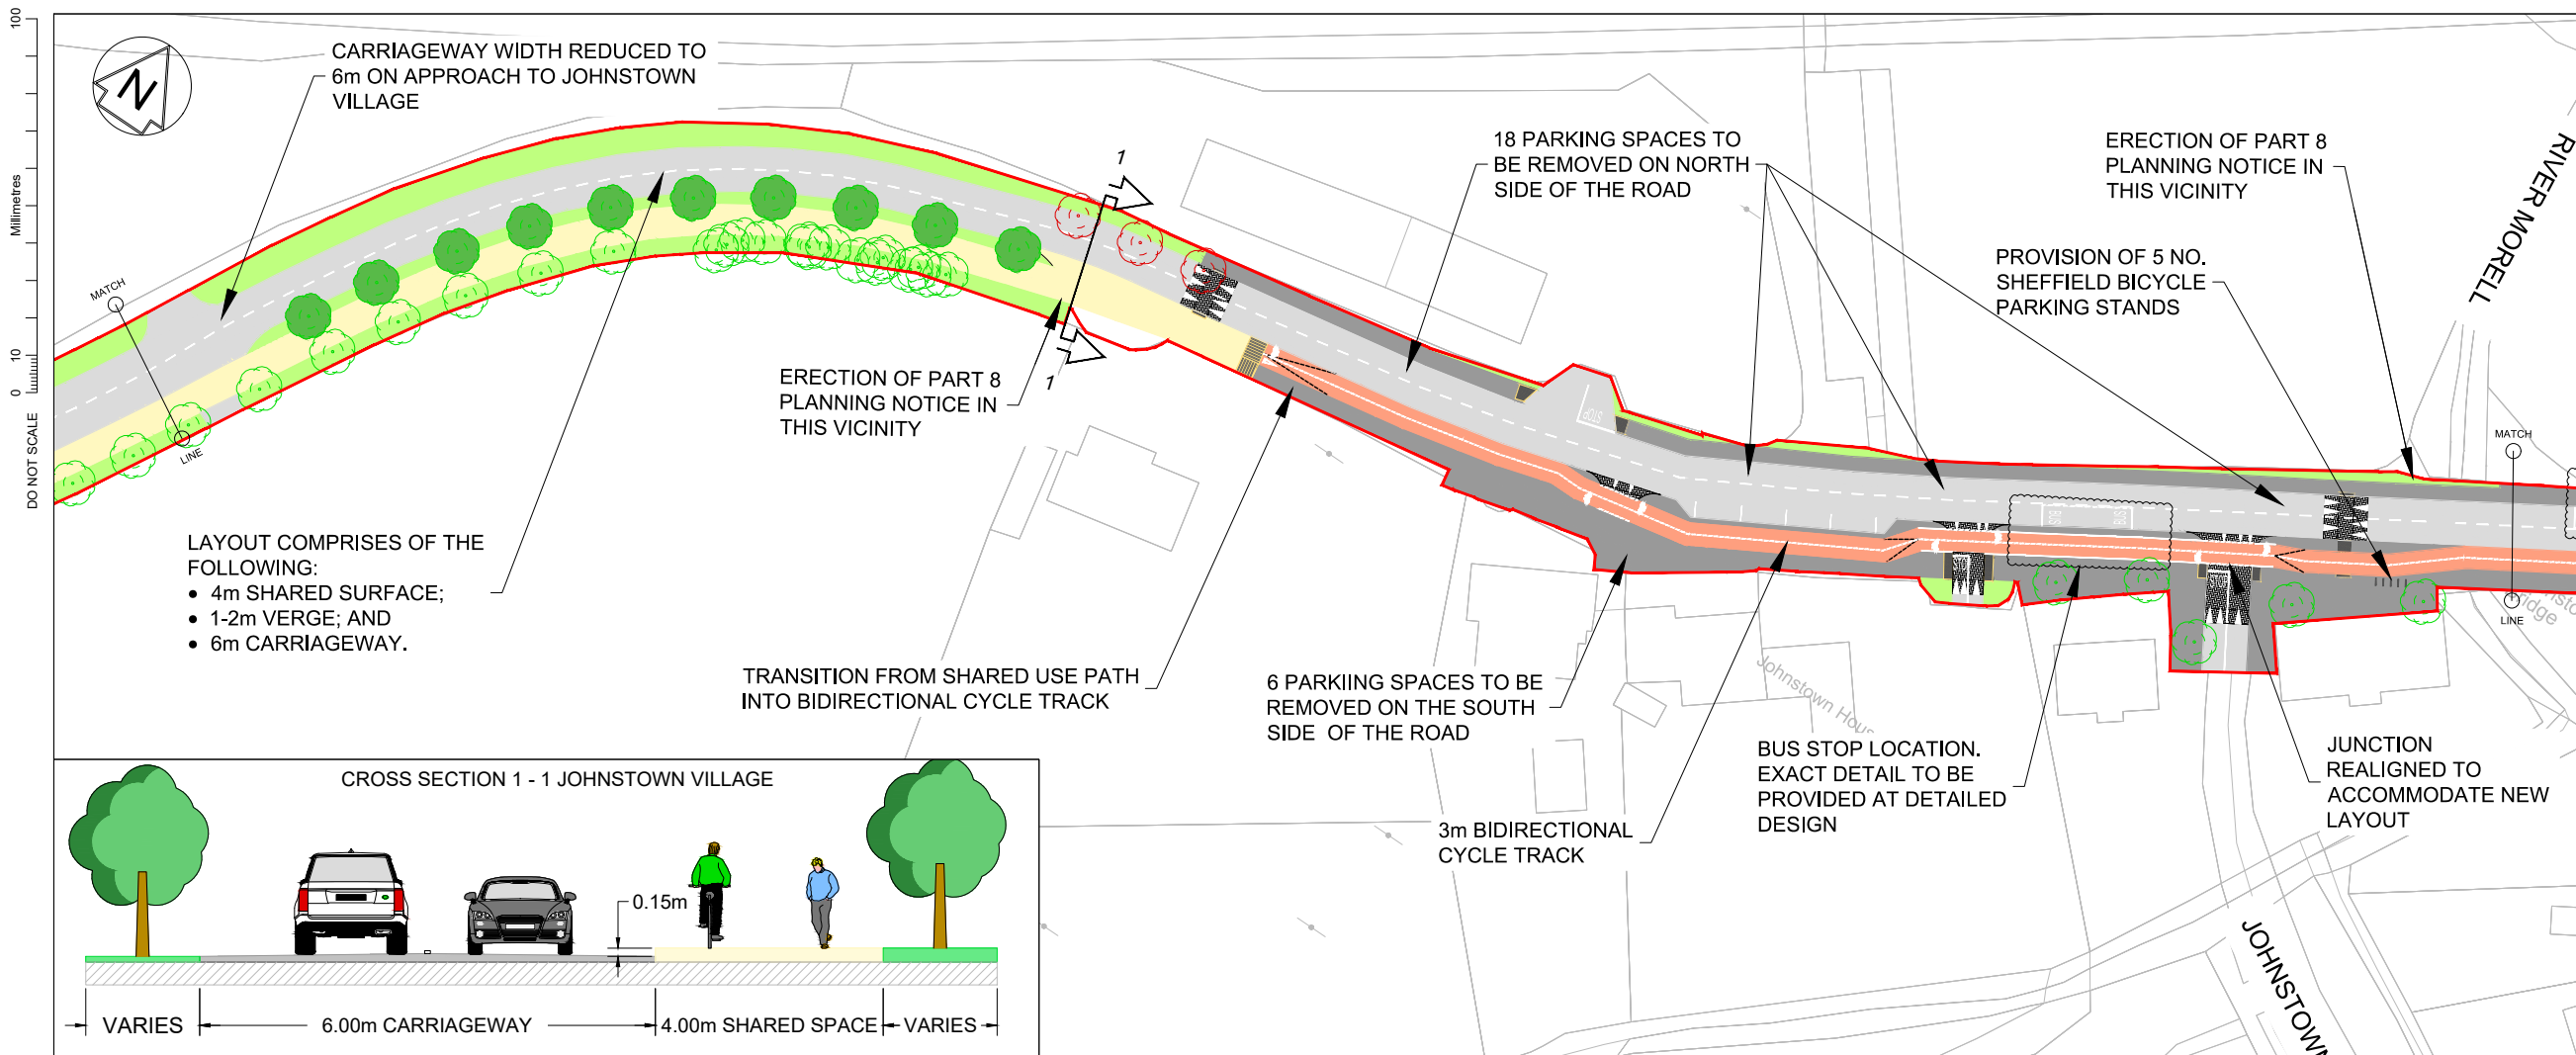 100
Millimetres
10
0
DO NOT SCALE
N
CARRIAGEWAY WIDTH REDUCED TO
6m ON APPROACH TO JOHNSTOWN
VILLAGE
MATCH
LINE
LAYOUT COMPRISES OF THE
FOLLOWING:
• 4m SHARED SURFACE;
• 1-2m VERGE; AND
• 6m CARRIAGEWAY.
1
1
ERECTION OF PART 8
PLANNING NOTICE IN
THIS VICINITY
TRANSITION FROM SHARED USE PATH
INTO BIDIRECTIONAL CYCLE TRACK
18 PARKING SPACES TO
BE REMOVED ON NORTH
SIDE OF THE ROAD
STOP
6 PARKIING SPACES TO BE
REMOVED ON THE SOUTH
SIDE OF THE ROAD
3m BIDIRECTIONAL
CYCLE TRACK
Johnstown Hous
BUS
BUS
STOP
STOP
BUS STOP LOCATION.
EXACT DETAIL TO BE
PROVIDED AT DETAILED
DESIGN
ERECTION OF PART 8
PLANNING NOTICE IN
THIS VICINITY
PROVISION OF 5 NO.
SHEFFIELD BICYCLE
PARKING STANDS
RIVER MORELL
MATCH
LINE
JUNCTION
REALIGNED TO
ACCOMMODATE NEW
LAYOUT
JOHNSTOWN
CROSS SECTION 1 - 1 JOHNSTOWN VILLAGE
0.15m
VARIES
6.00m CARRIAGEWAY
4.00m SHARED SPACE
VARIES